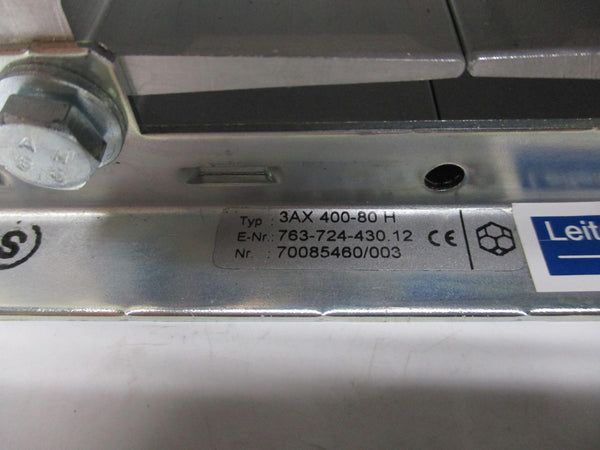 Typ : 3AX 400-80 H
E-Nr.: 763-724-430.12 CE
Nr. : 70085460/003
Leit